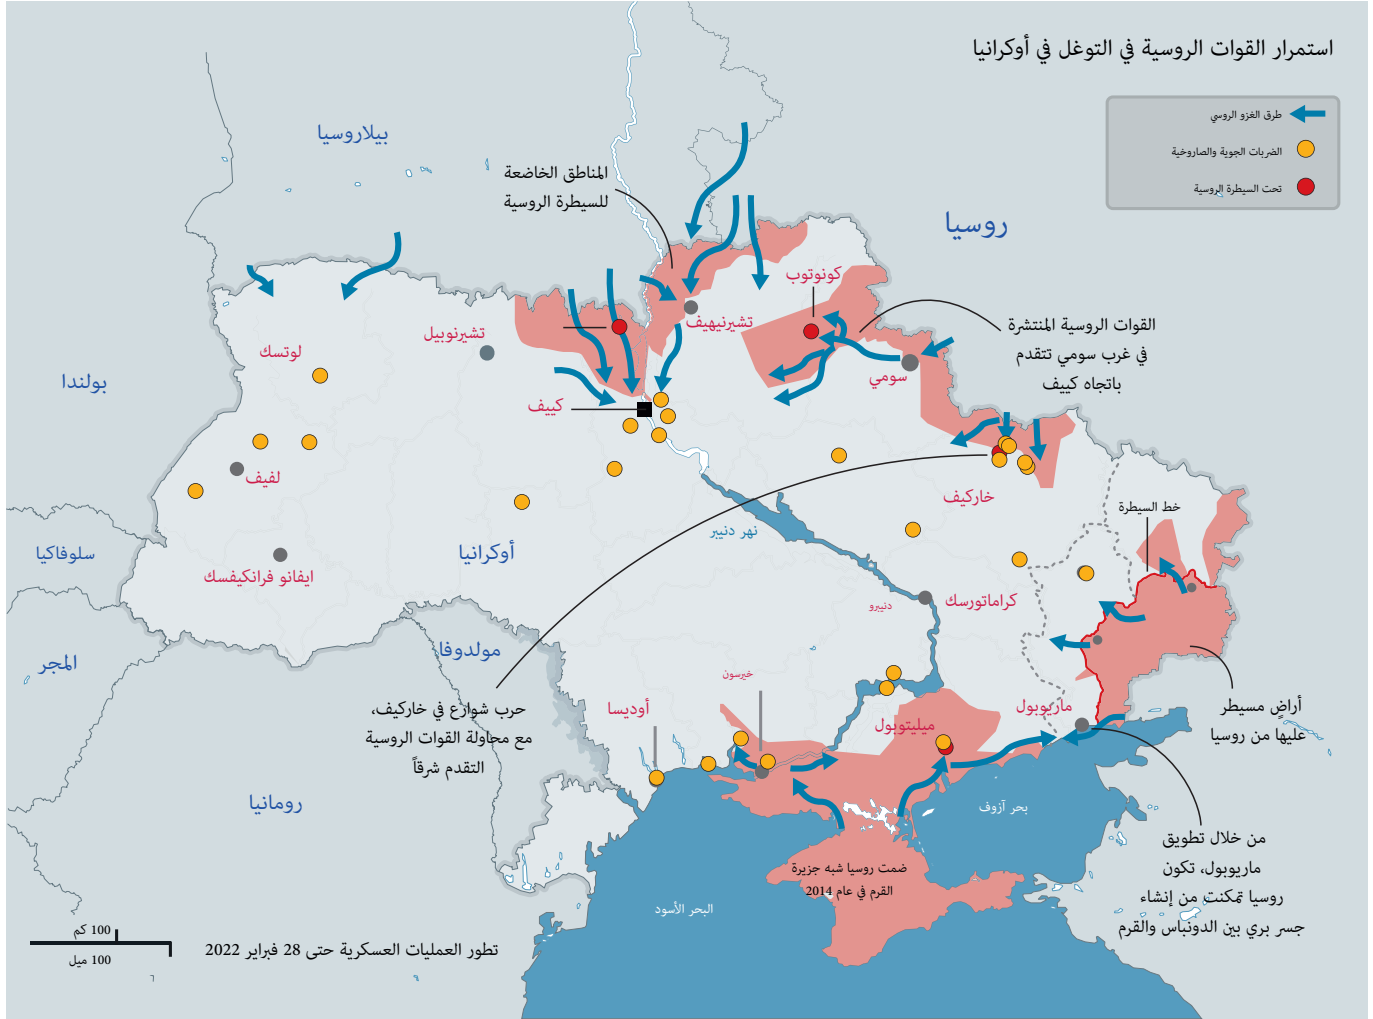 استمرار القوات الروسية في التوغل في أوكرانيا
طرق الغزو الروسي
الضربات الجوية والصاروخية
تحت السيطرة الروسية
بيلاروسيا
المناطق الخاضعة
للسيطرة الروسية
روسيا
كونوتوب
تشيرنيهيف
القوات الروسية المنتشرة
في غرب سومي تتقدم
باتجاه كييف
سومي
تشيرنوبيل
لوتسك
بولندا
كييف
لفيف
خاركيف
خط السيطرة
نهر دنيبر
أوكرانيا
سلوفاكيا
ايفانو فرانكيفسك
كراماتورسك
دنيبرو
مولدوفا
المجر
خيرسون
أوديسا
ميليتوبول
ماريوبول
أراضٍ مسيطر
عليها من روسيا
حرب شوارع في خاركيف،
مع محاولة القوات الروسية
التقدم شرقاً
رومانيا
بحر آزوف
من خلال تطويق
ماريوبول، تكون
روسيا تمكنت من إنشاء
جسر بري بين الدونباس والقرم
ضمت روسيا شبه جزيرة
القرم في عام 2014
البحر الأسود
100 كم
100 ميل
تطور العمليات العسكرية حتى 28 فبراير 2022